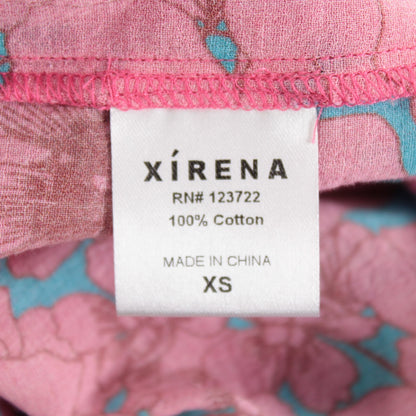 XÍRENA
RN# 123722
100% Cotton
MADE IN CHINA
XS